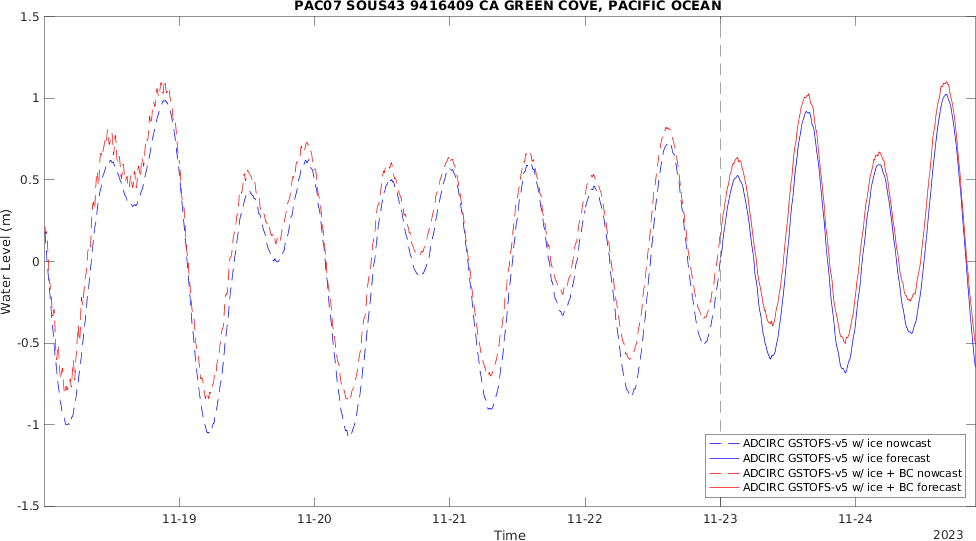 PAC07 SOUS43 9416409 CA GREEN COVE, PACIFIC OCEAN
1.5
1
0.5
0
-0.5
-1
-1.5
Water Level (m)
11-19
11-20
11-21
11-22
11-23
11-24
Time
2023
ADCIRC GSTOFS-v5 w/ ice nowcast
ADCIRC GSTOFS-v5 w/ ice forecast
ADCIRC GSTOFS-v5 w/ ice + BC nowcast
ADCIRC GSTOFS-v5 w/ ice + BC forecast